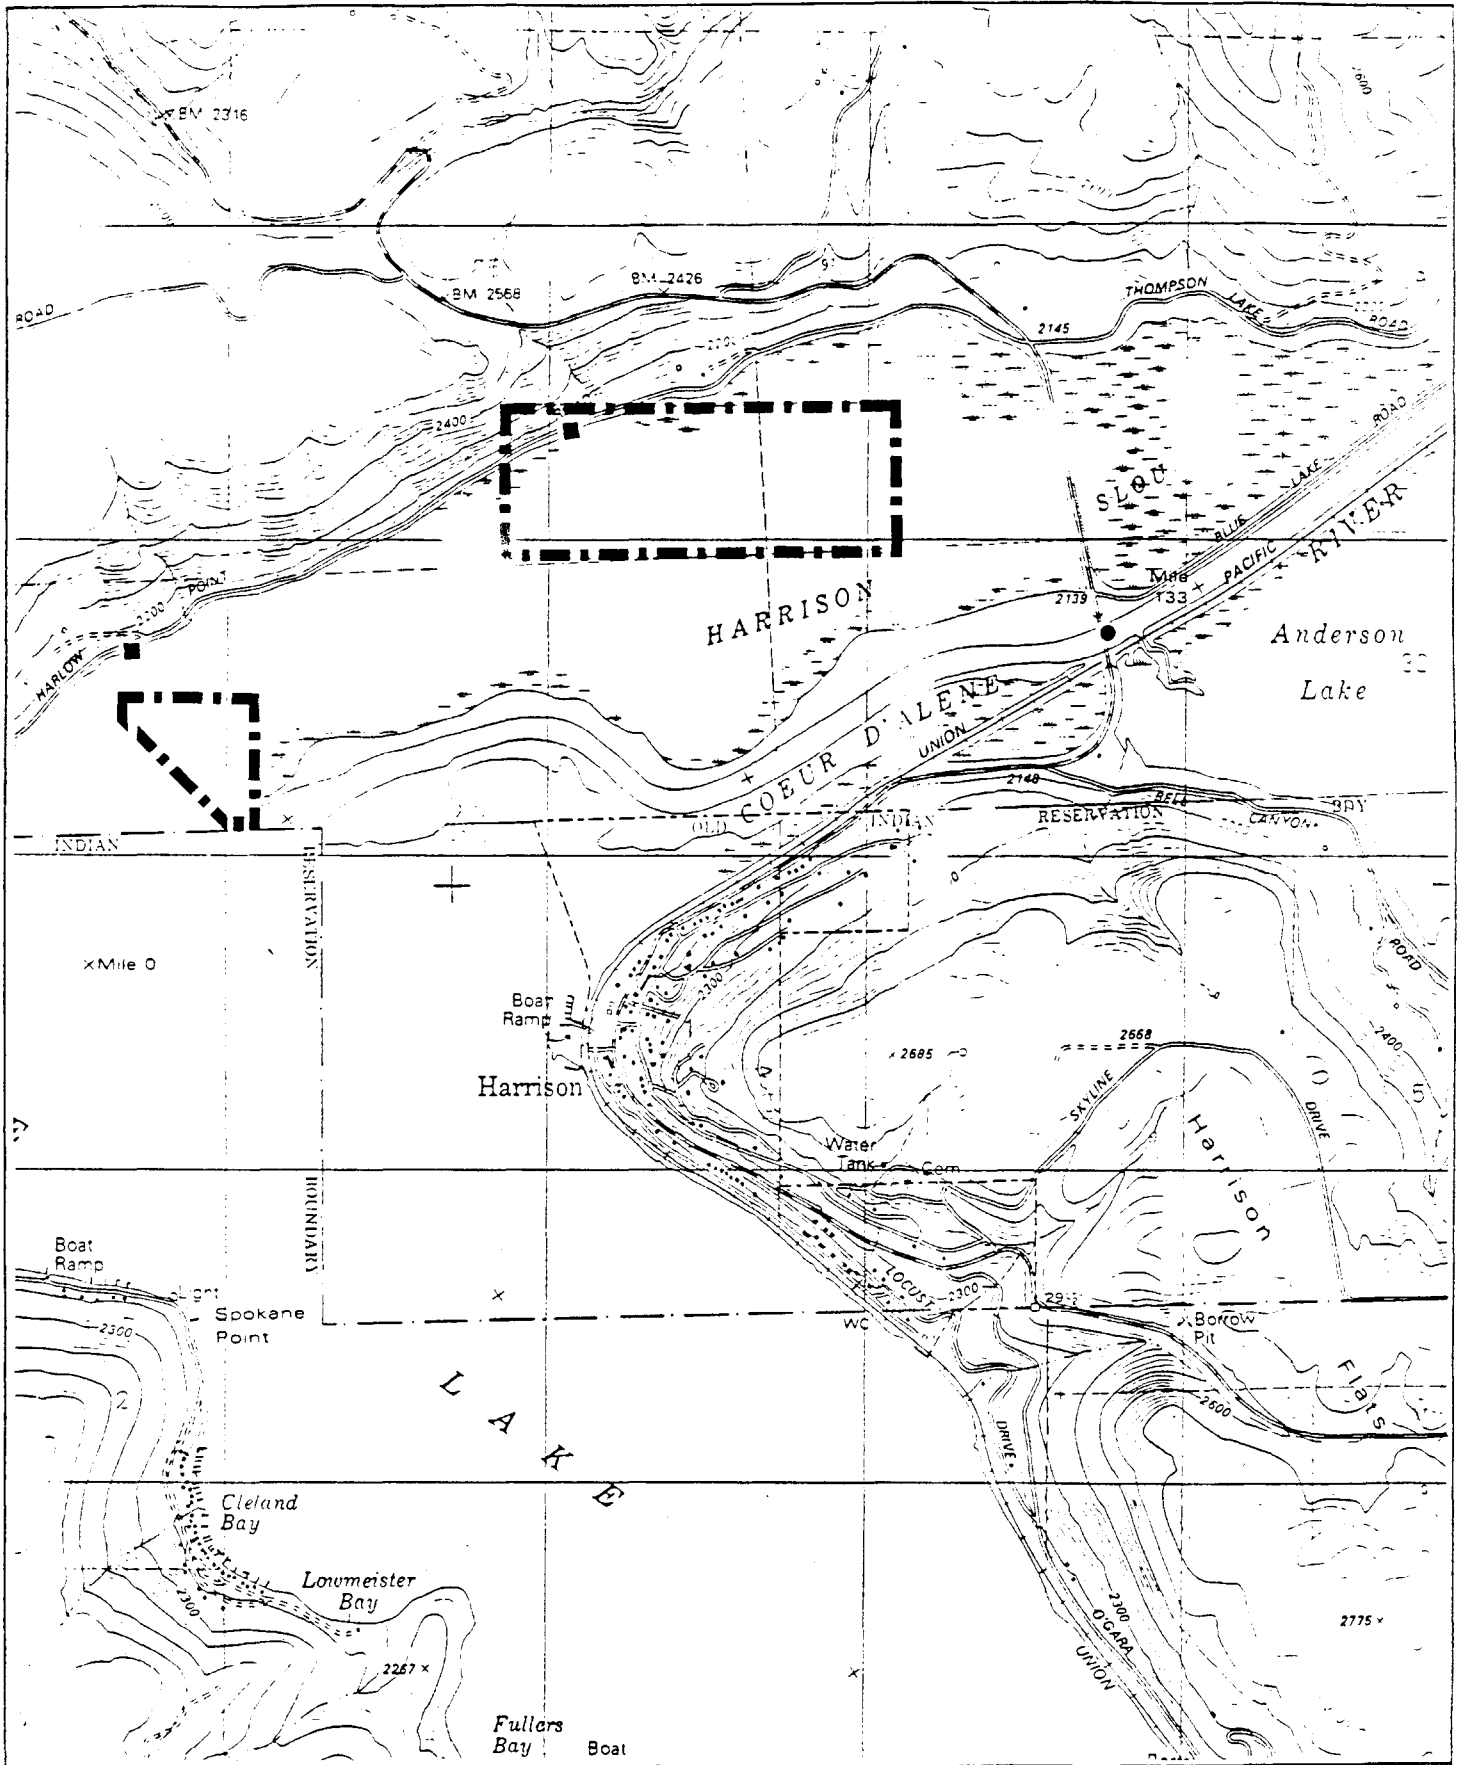 BM 2316
2600
BM 2568
BM 2426
ROAD
THOMPSON
LAKE
ROAD
2145
2400
2200
POINT
HARLOW
SLOU
BLUE
LAKE
ROAD
PACIFIC
RIVER
Mile
133
2139
HARRISON
Anderson
Lake
COEUR D'ALENE
UNION
2148
BELL
CANYON
BAY
ROAD
OLD
INDIAN
RESERVATION
INDIAN
RESERVATION
BOUNDARY
×Mile 0
Boat
Ramp
Harrison
2300
×2685
2668
SKYLINE
DRIVE
2400
5
Harrison
Flats
Water
Tank
Cem
Boat
Ramp
Light
Spokane
Point
2300
2
LOCUST
2300
WC
Borrow
Pit
2600
LAKE
DRIVE
Cleland
Bay
Lowmeister
Bay
2300
2267 ×
2300
O'GARA
UNION
2775 ×
Fullers
Bay
Boat